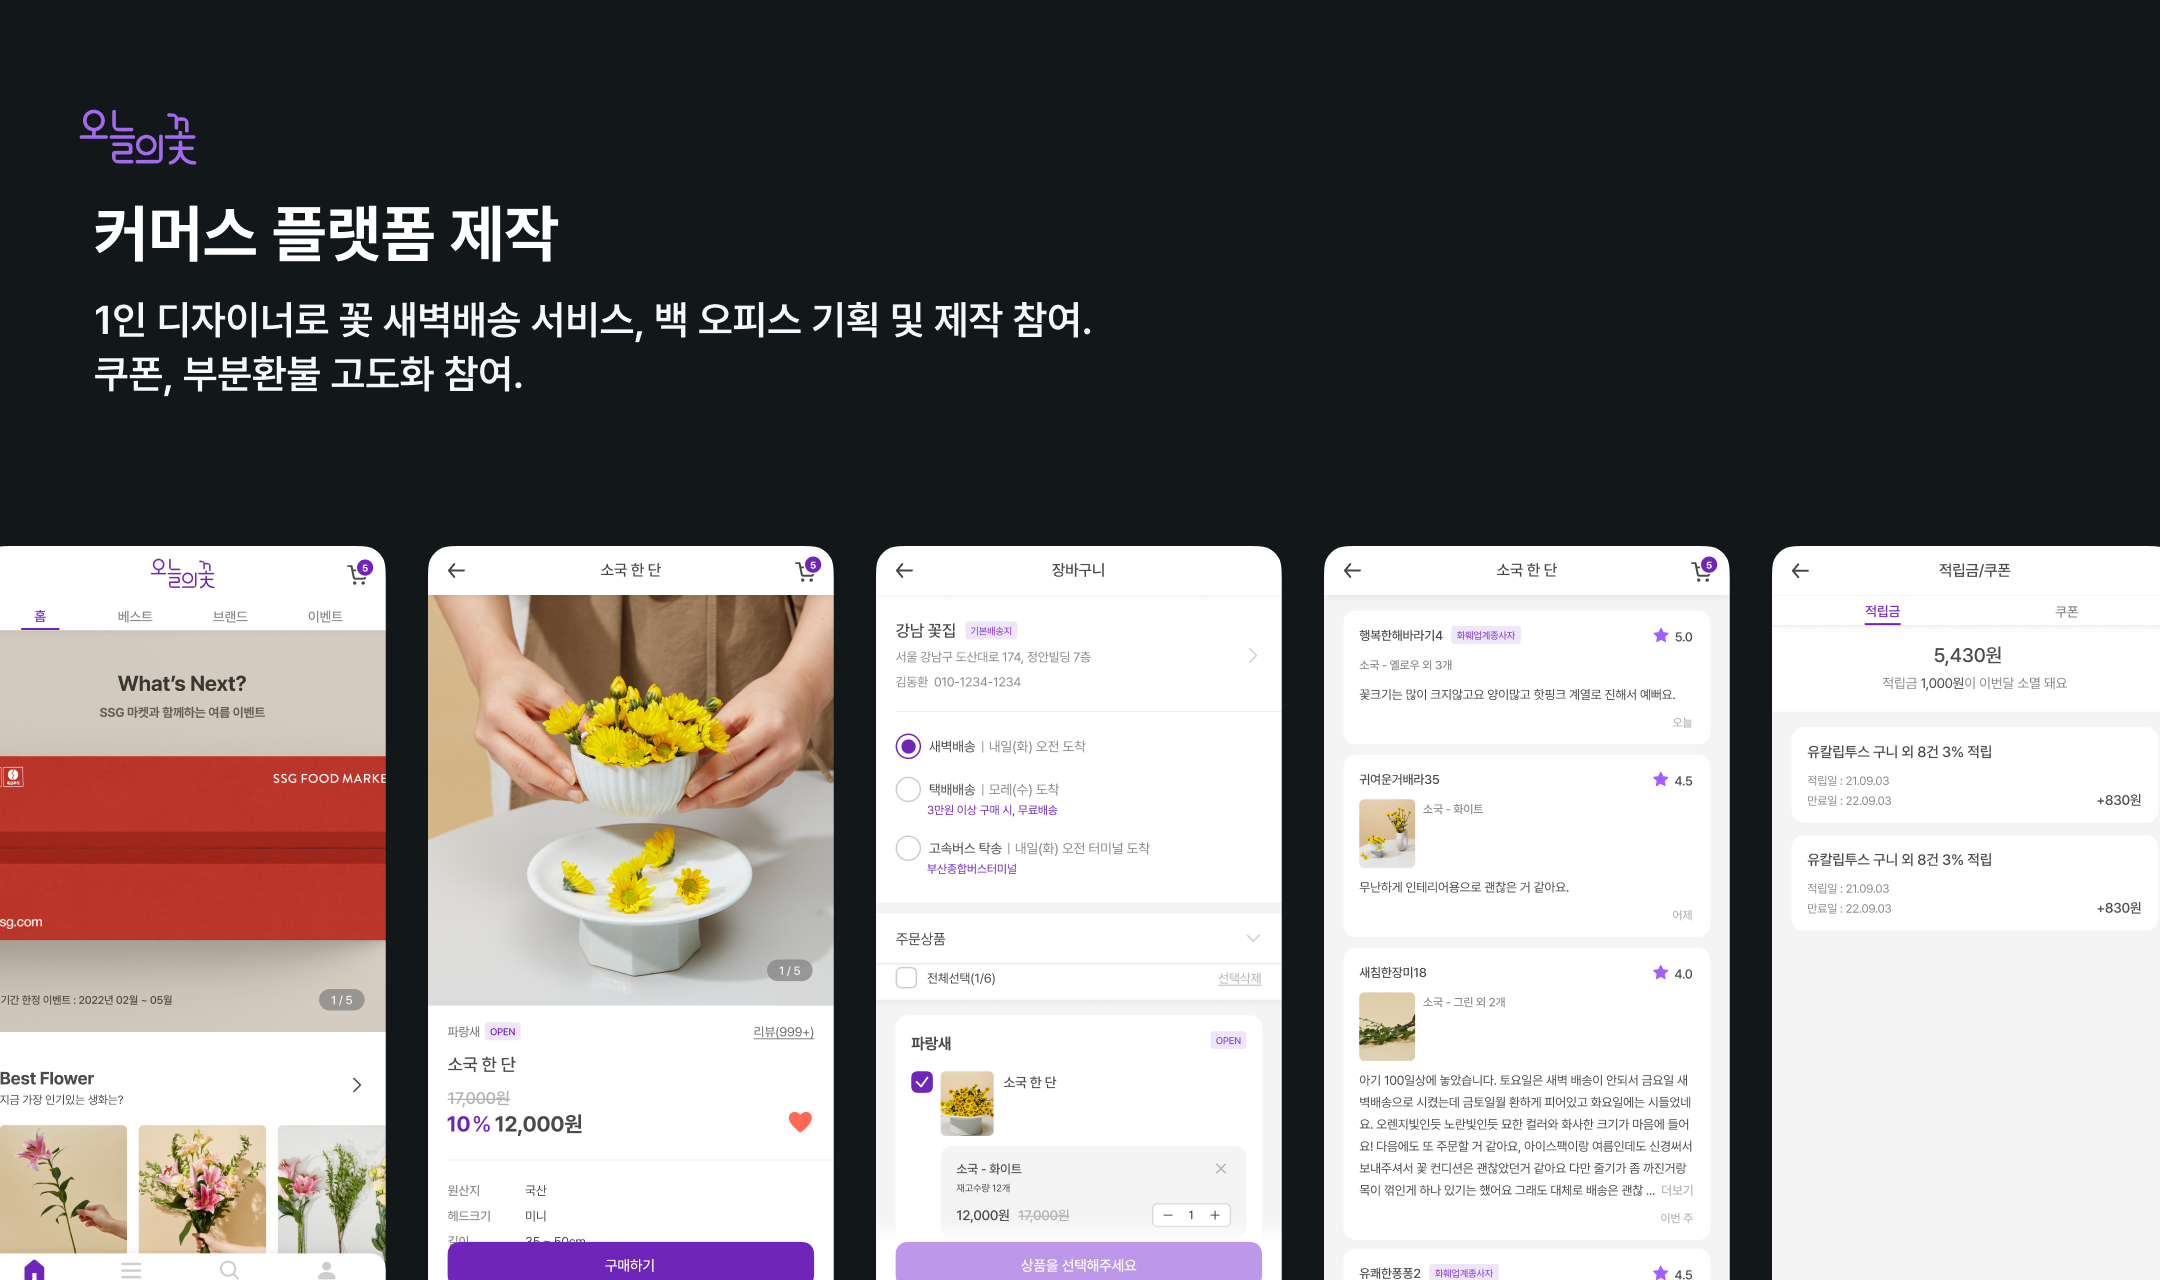 오늘의꽃
커머스 플랫폼 제작
1인 디자이너로 꽃 새벽배송 서비스, 백 오피스 기획 및 제작 참여.
쿠폰, 부분환불 고도화 참여.
오늘의꽃
5
홈
베스트
브랜드
이벤트
What's Next?
SSG 마켓과 함께하는 여름 이벤트
SSG FOOD MARKE
sg.com
기간 한정 이벤트 : 2022년 02월 ~ 05월
1 / 5
Best Flower
지금 가장 인기있는 생화는?
소국 한 단
5
1 / 5
파랑새 OPEN
리뷰(999+)
소국 한 단
17,000원
10% 12,000원
원산지 국산
헤드크기 미니
길이 35 ~ 50cm
구매하기
장바구니
강남 꽃집 기본배송지
서울 강남구 도산대로 174, 정안빌딩 7층
김동환 010-1234-1234
새벽배송 | 내일(화) 오전 도착
택배배송 | 모레(수) 도착
3만원 이상 구매 시, 무료배송
고속버스 탁송 | 내일(화) 오전 터미널 도착
부산종합버스터미널
주문상품
전체선택(1/6)
선택삭제
파랑새
OPEN
소국 한 단
소국 - 화이트
재고수량 12개
12,000원 17,000원
1
상품을 선택해주세요
소국 한 단
5
행복한해바라기4 화훼업계종사자
5.0
소국 - 옐로우 외 3개
꽃크기는 많이 크지않고요 양이많고 핫핑크 계열로 진해서 예뻐요.
오늘
귀여운거배라35
4.5
소국 - 화이트
무난하게 인테리어용으로 괜찮은 거 같아요.
어제
새침한장미18
4.0
소국 - 그린 외 2개
아기 100일상에 놓았습니다. 토요일은 새벽 배송이 안되서 금요일 새
벽배송으로 시켰는데 금토일월 환하게 피어있고 화요일에는 시들었네
요. 오렌지빛인듯 노란빛인듯 묘한 컬러와 화사한 크기가 마음에 들어
요! 다음에도 또 주문할 거 같아요, 아이스팩이랑 여름인데도 신경써서
보내주셔서 꽃 컨디션은 괜찮았던거 같아요 다만 줄기가 좀 까진거랑
목이 꺾인게 하나 있기는 했어요 그래도 대체로 배송은 괜찮 ... 더보기
이번 주
유쾌한퐁퐁2 화훼업계종사자
4.5
적립금/쿠폰
적립금
쿠폰
5,430원
적립금 1,000원이 이번달 소멸 돼요
유칼립투스 구니 외 8건 3% 적립
적립일 : 21.09.03
만료일 : 22.09.03
+830원
유칼립투스 구니 외 8건 3% 적립
적립일 : 21.09.03
만료일 : 22.09.03
+830원